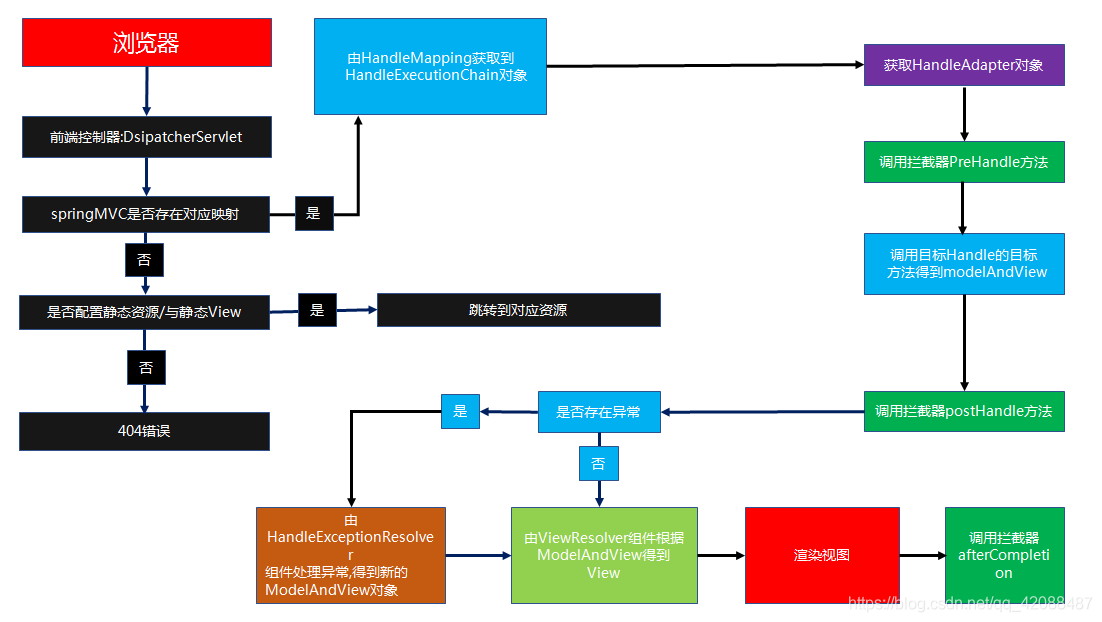 浏览器
前端控制器:DsipatcherServlet
springMVC是否存在对应映射
是
否
是否配置静态资源/与静态View
是
跳转到对应资源
否
404错误
由HandleMapping获取到
HandleExecutionChain对象
获取HandleAdapter对象
调用拦截器PreHandle方法
调用目标Handle的目标
方法得到modelAndView
调用拦截器postHandle方法
是否存在异常
是
否
由
HandleExceptionResolve
r
组件处理异常,得到新的
ModelAndView对象
由ViewResolver组件根据
ModelAndView得到
View
渲染视图
调用拦截器
afterCompleti
on
https://blog.csdn.net/qq_42088487